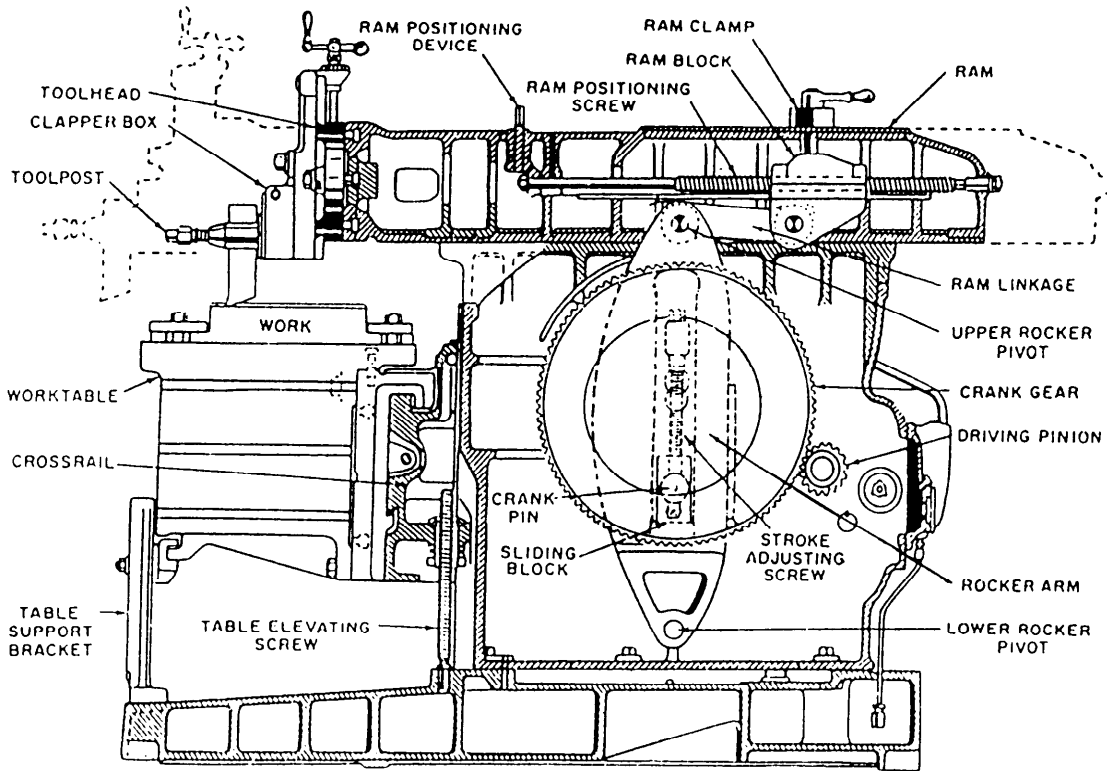 RAM POSITIONING
DEVICE
RAM CLAMP
RAM BLOCK
RAM POSITIONING
SCREW
RAM
TOOLHEAD
CLAPPER BOX
TOOLPOST
WORK
RAM LINKAGE
UPPER ROCKER
PIVOT
WORKTABLE
CRANK GEAR
DRIVING PINION
CROSSRAIL
CRANK
PIN
SLIDING
BLOCK
STROKE
ADJUSTING
SCREW
ROCKER ARM
TABLE
SUPPORT
BRACKET
TABLE ELEVATING
SCREW
LOWER ROCKER
PIVOT